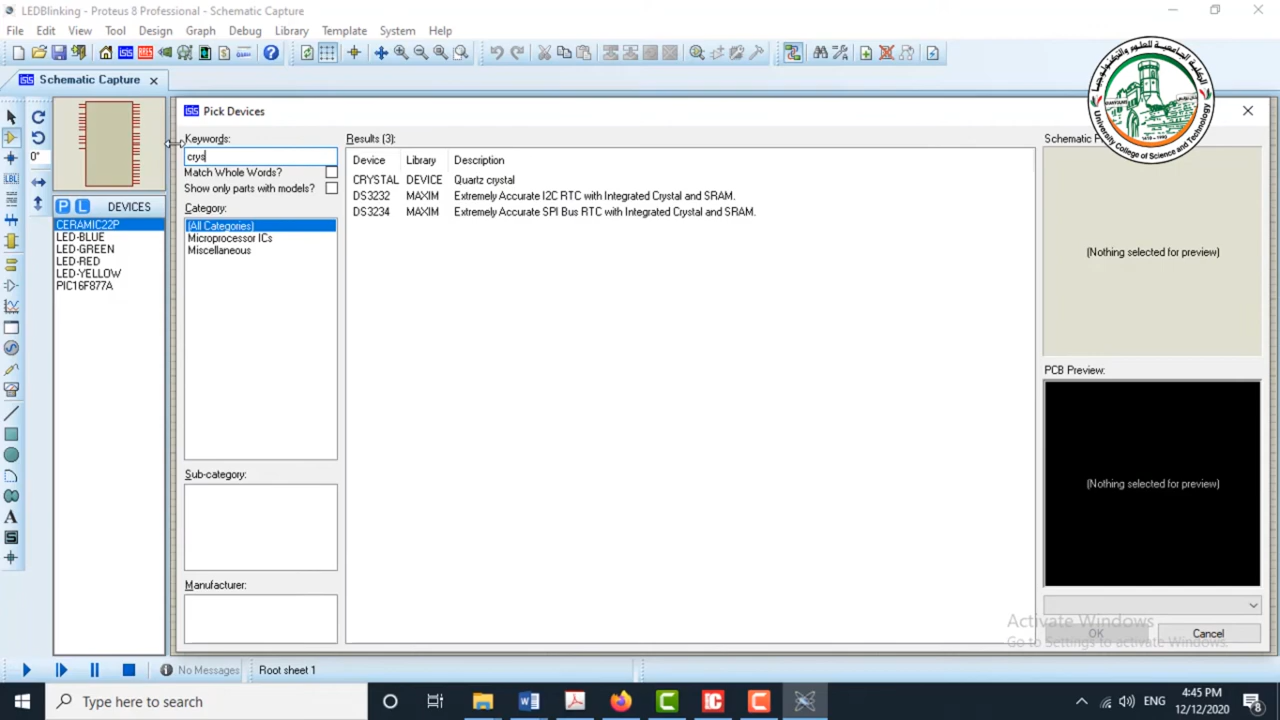 LEDBlinking - Proteus 8 Professional - Schematic Capture
File Edit View Tool Design Graph Debug Library Template System Help
Schematic Capture
Pick Devices
Keywords:
crys
Match Whole Words?
Show only parts with models?
Category:
(All Categories)
Microprocessor ICs
Miscellaneous
Sub-category:
Manufacturer:
Results (3):
Device Library Description
CRYSTAL DEVICE Quartz crystal
DS3232 MAXIM Extremely Accurate I2C RTC with Integrated Crystal and SRAM.
DS3234 MAXIM Extremely Accurate SPI Bus RTC with Integrated Crystal and SRAM.
Schematic P
(Nothing selected for preview)
PCB Preview:
(Nothing selected for preview)
OK Cancel
Activate Windows
Go to Settings to activate Windows.
0°
P L DEVICES
CERAMIC22P
LED-BLUE
LED-GREEN
LED-RED
LED-YELLOW
PIC16F877A
No Messages Root sheet 1
Type here to search
ENG
4:45 PM
12/12/2020
8
الكلية الجامعية للعلوم والتكنولوجيا
University College of Science and Technology